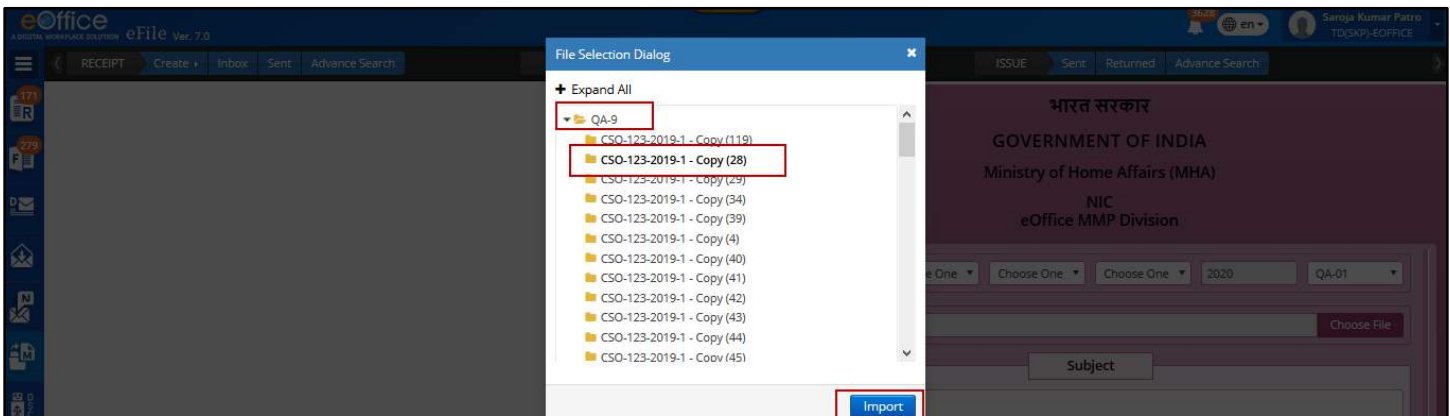 eOffice
A DIGITAL WORKPLACE SOLUTION eFile Ver. 7.0
3628
en
Saroja Kumar Patro
TD(SKP)-EOFFICE
RECEIPT Create Inbox Sent Advance Search
ISSUE Sent Returned Advance Search
File Selection Dialog ×
+ Expand All
QA-9
CSO-123-2019-1 - Copy (119)
CSO-123-2019-1 - Copy (28)
CSO-123-2019-1 - Copy (29)
CSO-123-2019-1 - Copy (34)
CSO-123-2019-1 - Copy (39)
CSO-123-2019-1 - Copy (4)
CSO-123-2019-1 - Copy (40)
CSO-123-2019-1 - Copy (41)
CSO-123-2019-1 - Copy (42)
CSO-123-2019-1 - Copy (43)
CSO-123-2019-1 - Copy (44)
CSO-123-2019-1 - Copy (45)
Import
171
R
279
F
D
N
M
भारत सरकार
GOVERNMENT OF INDIA
Ministry of Home Affairs (MHA)
NIC
eOffice MMP Division
e One Choose One Choose One 2020 QA-01
Choose File
Subject